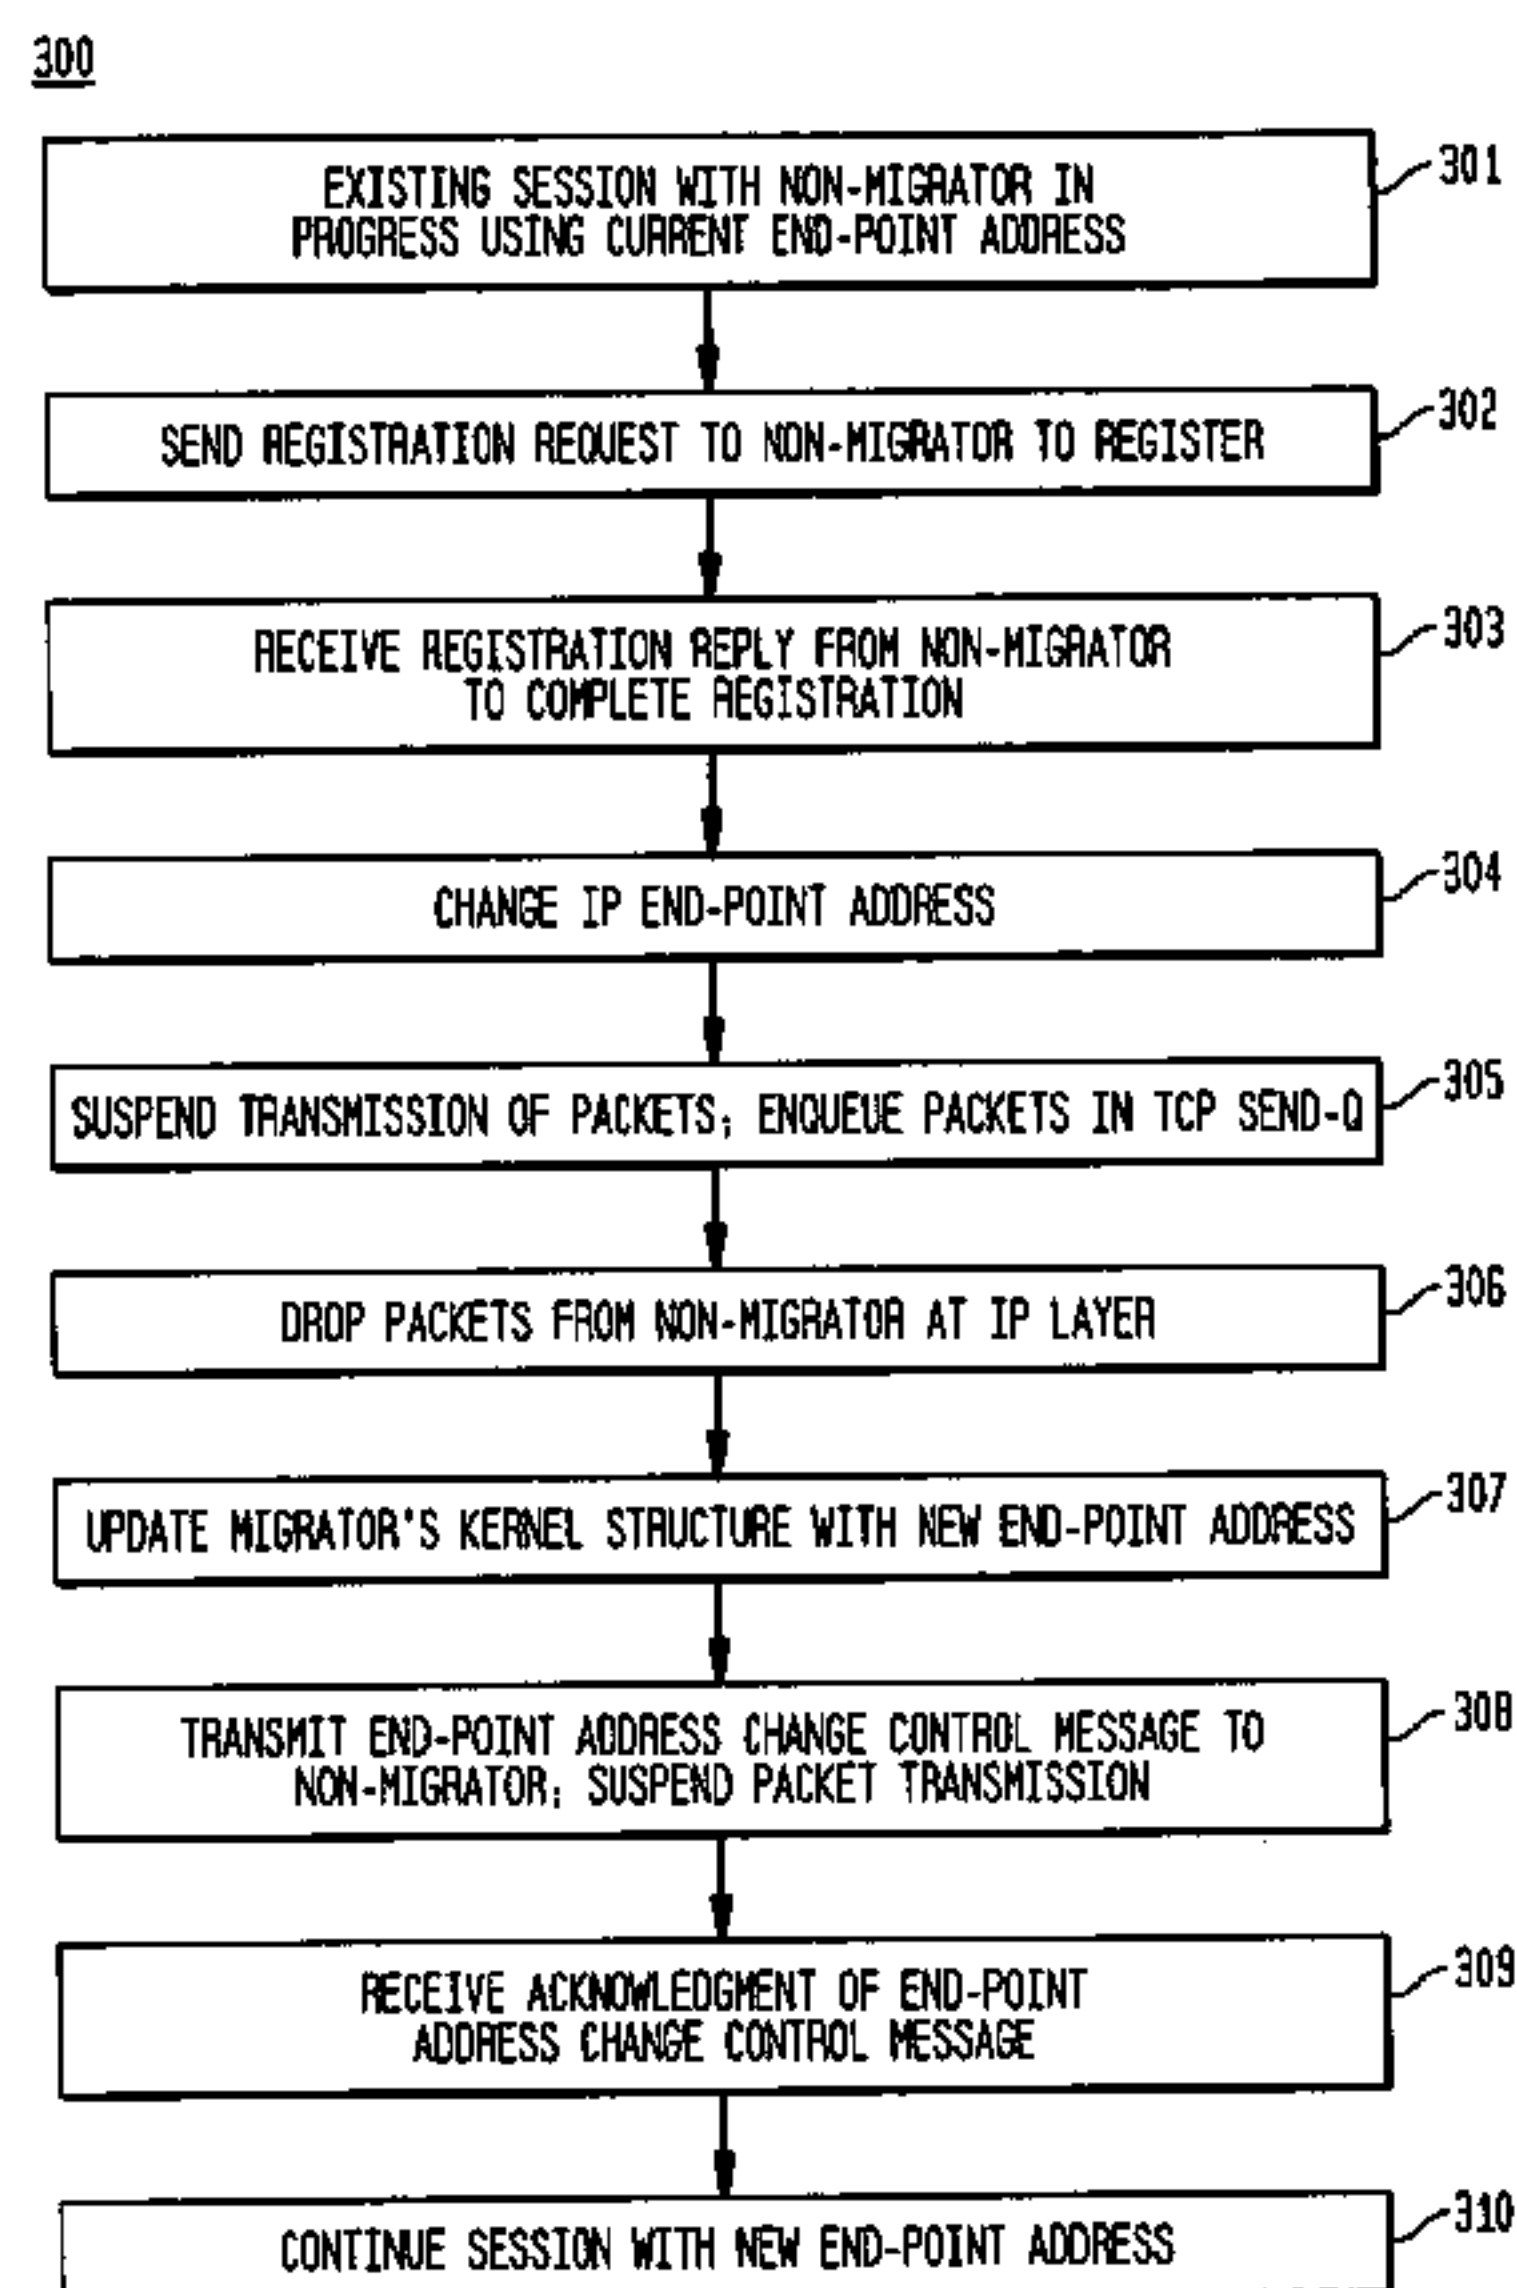 300
EXISTING SESSION WITH NON-MIGRATOR IN
PROGRESS USING CURRENT END-POINT ADDRESS
301
SEND REGISTRATION REQUEST TO NON-MIGRATOR TO REGISTER
302
RECEIVE REGISTRATION REPLY FROM NON-MIGRATOR
TO COMPLETE REGISTRATION
303
CHANGE IP END-POINT ADDRESS
304
SUSPEND TRANSMISSION OF PACKETS; ENQUEUE PACKETS IN TCP SEND-Q
305
DROP PACKETS FROM NON-MIGRATOR AT IP LAYER
306
UPDATE MIGRATOR'S KERNEL STRUCTURE WITH NEW END-POINT ADDRESS
307
TRANSMIT END-POINT ADDRESS CHANGE CONTROL MESSAGE TO
NON-MIGRATOR; SUSPEND PACKET TRANSMISSION
308
RECEIVE ACKNOWLEDGMENT OF END-POINT
ADDRESS CHANGE CONTROL MESSAGE
309
CONTINUE SESSION WITH NEW END-POINT ADDRESS
310